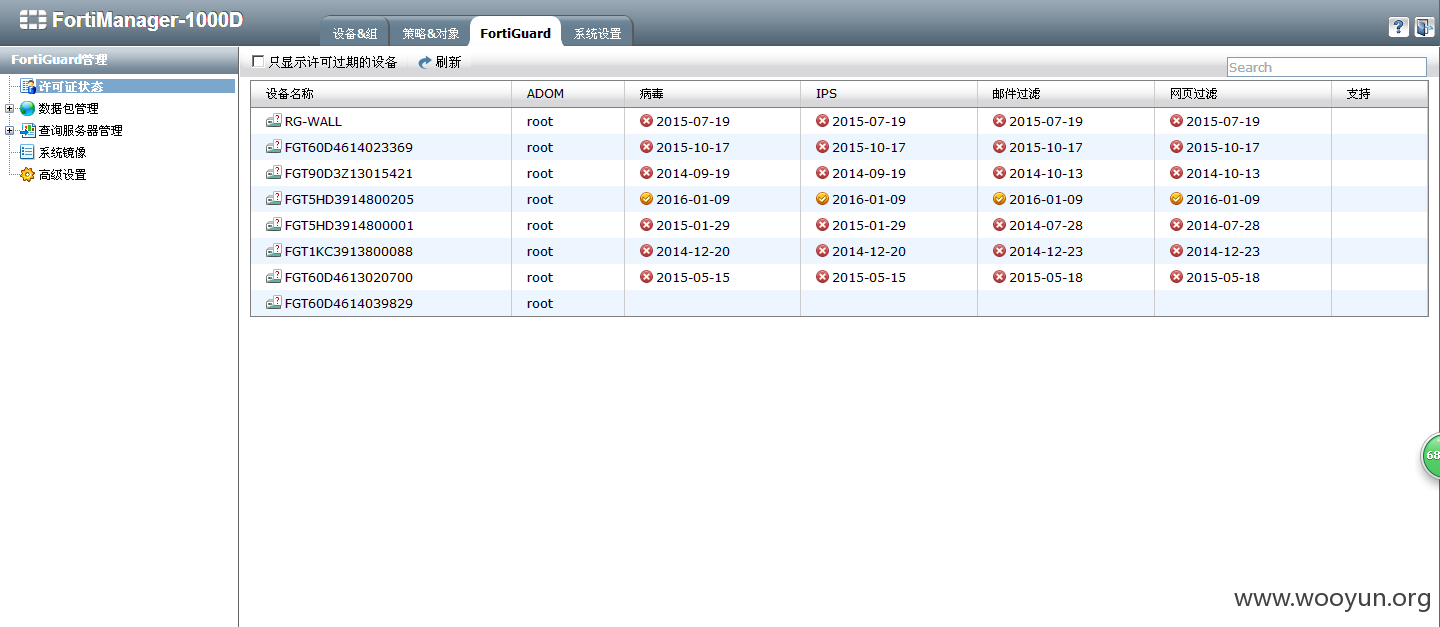 FortiManager-1000D
设备&组 策略&对象 FortiGuard 系统设置
FortiGuard管理
许可证状态
数据包管理
查询服务器管理
系统镜像
高级设置
只显示许可过期的设备 刷新 Search
设备名称 ADOM 病毒 IPS 邮件过滤 网页过滤 支持
RG-WALL root 2015-07-19 2015-07-19 2015-07-19 2015-07-19
FGT60D4614023369 root 2015-10-17 2015-10-17 2015-10-17 2015-10-17
FGT90D3Z13015421 root 2014-09-19 2014-09-19 2014-10-13 2014-10-13
FGT5HD3914800205 root 2016-01-09 2016-01-09 2016-01-09 2016-01-09
FGT5HD3914800001 root 2015-01-29 2015-01-29 2014-07-28 2014-07-28
FGT1KC3913800088 root 2014-12-20 2014-12-20 2014-12-23 2014-12-23
FGT60D4613020700 root 2015-05-15 2015-05-15 2015-05-18 2015-05-18
FGT60D4614039829 root
68
www.wooyun.org